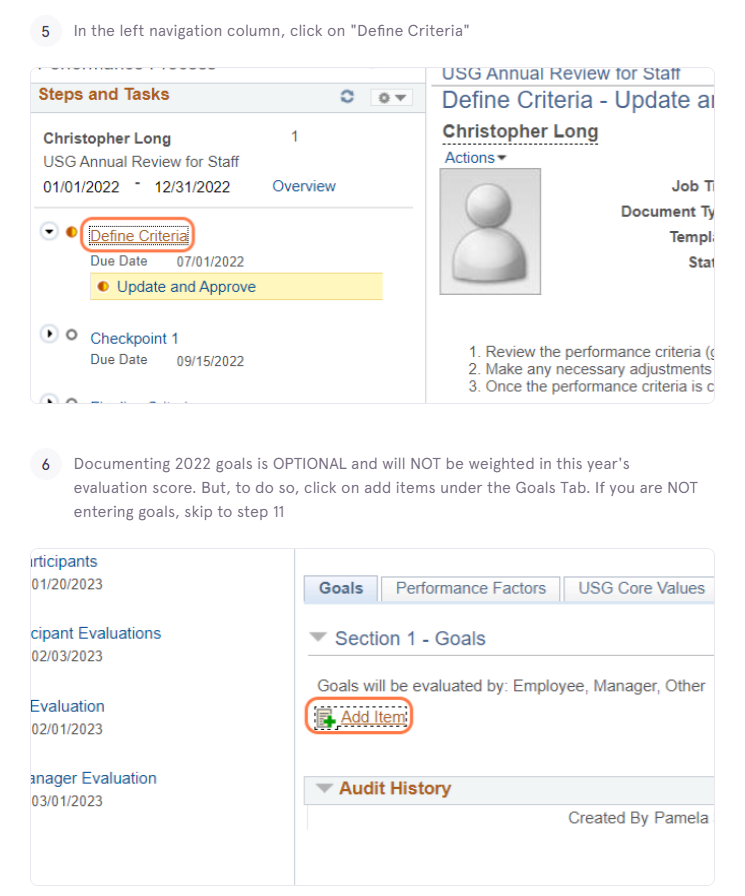 5 In the left navigation column, click on "Define Criteria"
USG Annual Review for Staff
Steps and Tasks
Define Criteria - Update a
Christopher Long 1
Christopher Long
USG Annual Review for Staff
Actions
01/01/2022 - 12/31/2022 Overview
Job T
Document Ty
Define Criteria
Templ
Due Date 07/01/2022
Stat
Update and Approve
Checkpoint 1
Due Date 09/15/2022
1. Review the performance criteria (g
2. Make any necessary adjustments
3. Once the performance criteria is c
6 Documenting 2022 goals is OPTIONAL and will NOT be weighted in this year's
evaluation score. But, to do so, click on add items under the Goals Tab. If you are NOT
entering goals, skip to step 11
rticipants
01/20/2023
Goals Performance Factors USG Core Values
cipant Evaluations
02/03/2023
Section 1 - Goals
Goals will be evaluated by: Employee, Manager, Other
Evaluation
02/01/2023
Add Item
anager Evaluation
03/01/2023
Audit History
Created By Pamela